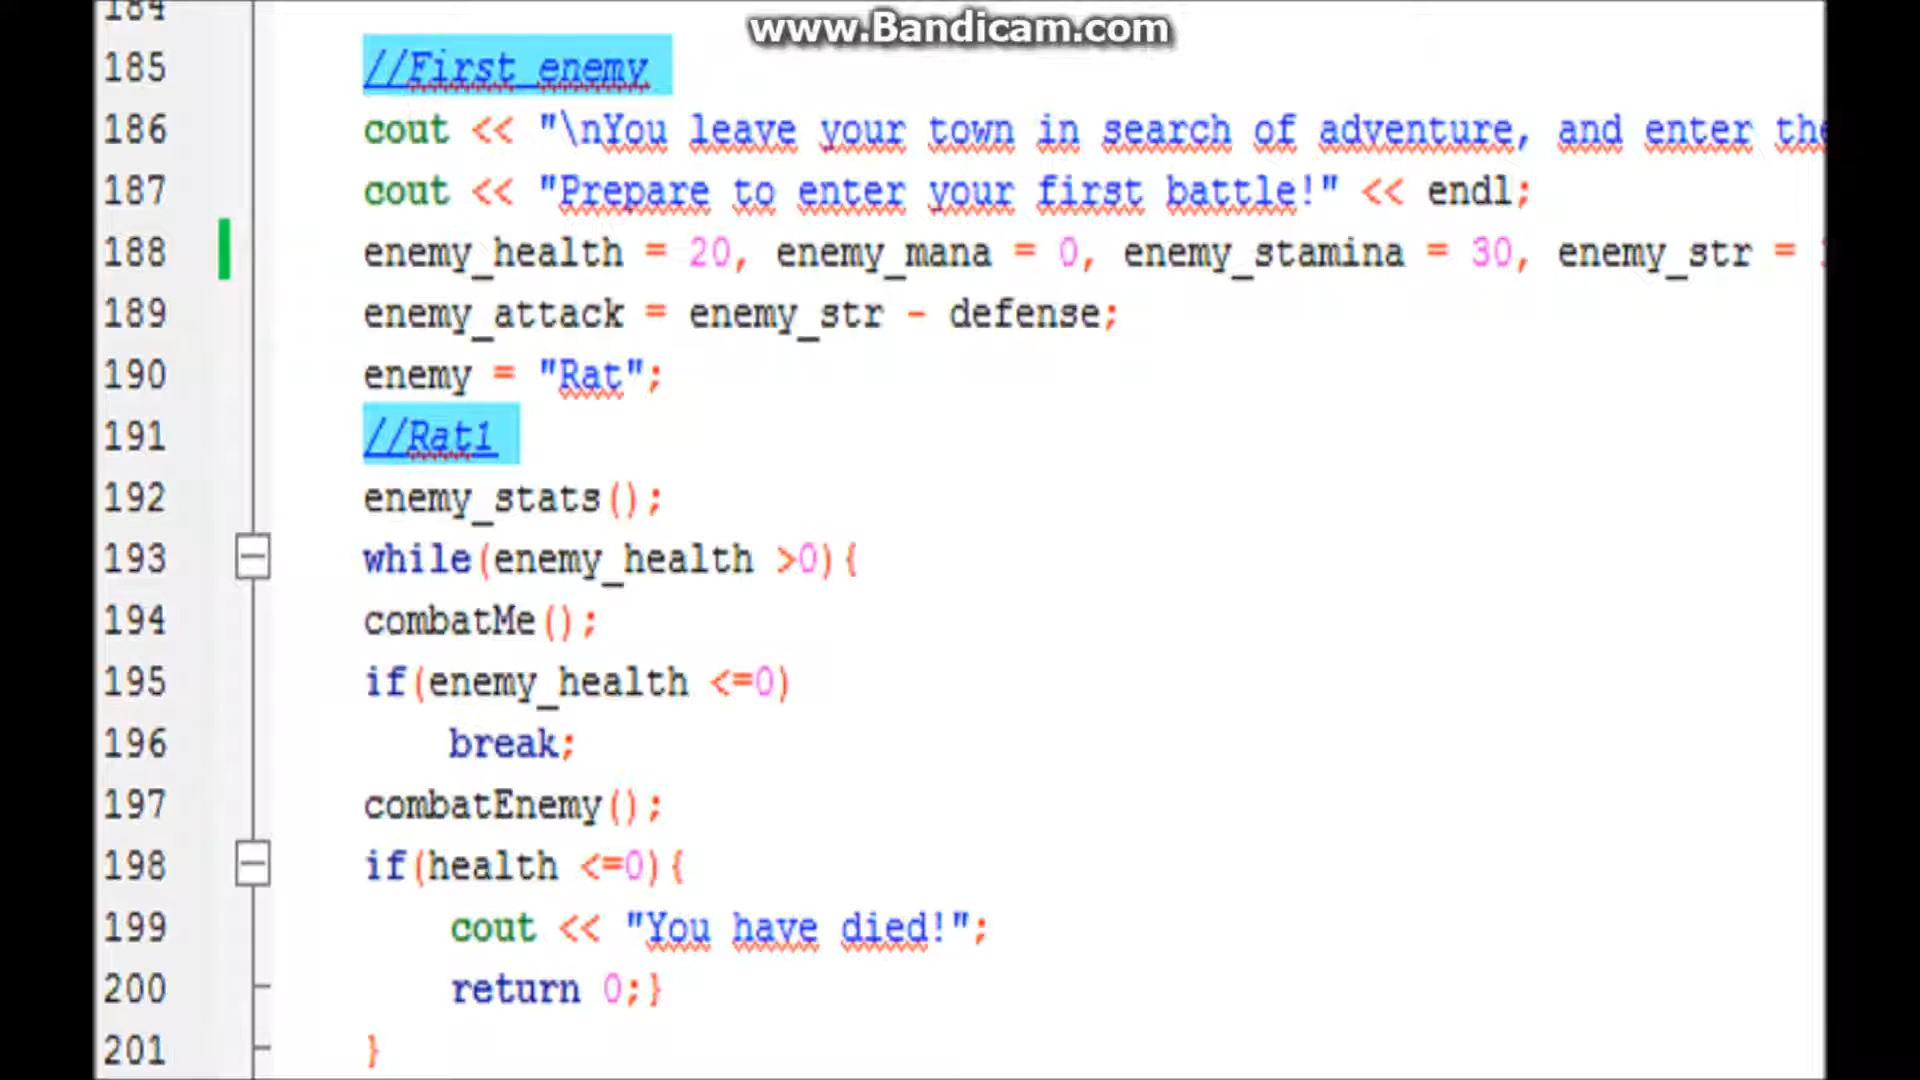 www.Bandicam.com
184
185 //First enemy
186 cout << "\nYou leave your town in search of adventure, and enter the
187 cout << "Prepare to enter your first battle!" << endl;
188 enemy_health = 20, enemy_mana = 0, enemy_stamina = 30, enemy_str =
189 enemy_attack = enemy_str - defense;
190 enemy = "Rat";
191 //Rat1
192 enemy_stats();
193 while(enemy_health >0){
194 combatMe();
195 if(enemy_health <=0)
196 break;
197 combatEnemy();
198 if(health <=0){
199 cout << "You have died!";
200 return 0;}
201 }